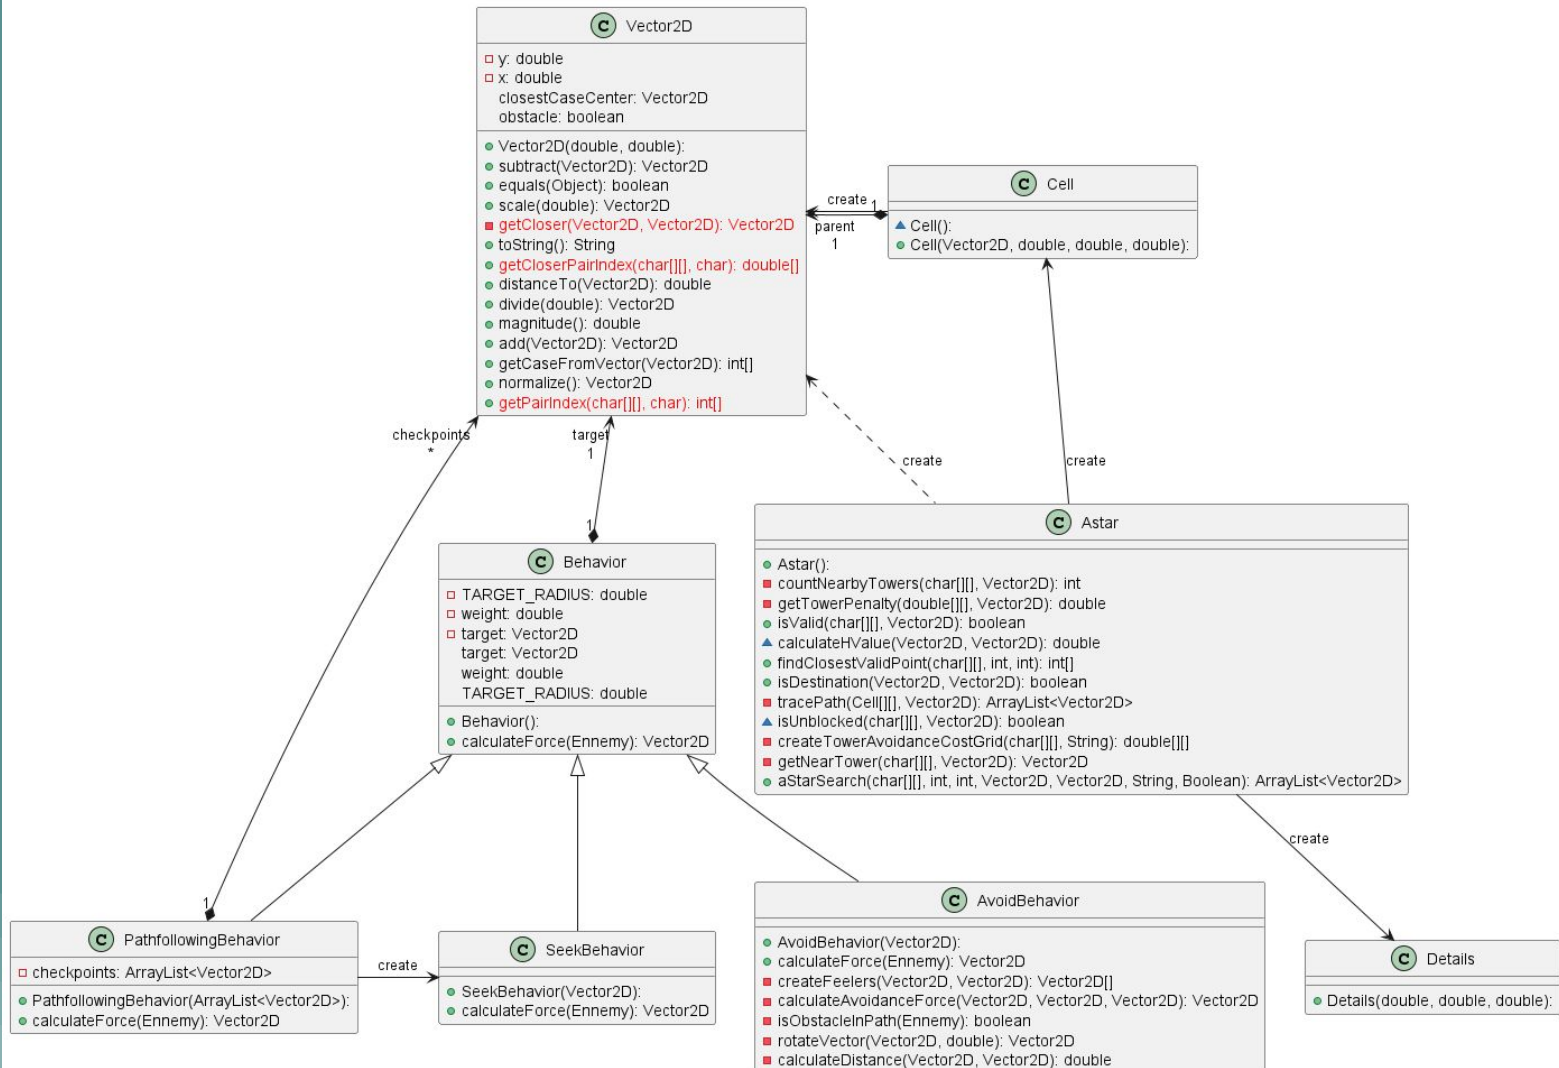 C Vector2D
y: double
x: double
closestCaseCenter: Vector2D
obstacle: boolean
Vector2D(double, double):
subtract(Vector2D): Vector2D
equals(Object): boolean
scale(double): Vector2D
getCloser(Vector2D, Vector2D): Vector2D
toString(): String
getCloserPairIndex(char[][], char): double[]
distanceTo(Vector2D): double
divide(double): Vector2D
magnitude(): double
add(Vector2D): Vector2D
getCaseFromVector(Vector2D): int[]
normalize(): Vector2D
getPairIndex(char[][], char): int[]
create 1
parent
1
C Cell
Cell():
Cell(Vector2D, double, double, double):
checkpoints
*
target
1
create
create
1
C Behavior
TARGET_RADIUS: double
weight: double
target: Vector2D
target: Vector2D
weight: double
TARGET_RADIUS: double
Behavior():
calculateForce(Ennemy): Vector2D
C Astar
Astar():
countNearbyTowers(char[][], Vector2D): int
getTowerPenalty(double[][], Vector2D): double
isValid(char[][], Vector2D): boolean
calculateHValue(Vector2D, Vector2D): double
findClosestValidPoint(char[][], int, int): int[]
isDestination(Vector2D, Vector2D): boolean
tracePath(Cell[][], Vector2D): ArrayList<Vector2D>
isUnblocked(char[][], Vector2D): boolean
createTowerAvoidanceCostGrid(char[][], String): double[][]
getNearTower(char[][], Vector2D): Vector2D
aStarSearch(char[][], int, int, Vector2D, Vector2D, String, Boolean): ArrayList<Vector2D>
create
1
C PathfollowingBehavior
checkpoints: ArrayList<Vector2D>
PathfollowingBehavior(ArrayList<Vector2D>):
calculateForce(Ennemy): Vector2D
create
C SeekBehavior
SeekBehavior(Vector2D):
calculateForce(Ennemy): Vector2D
C AvoidBehavior
AvoidBehavior(Vector2D):
calculateForce(Ennemy): Vector2D
createFeelers(Vector2D, Vector2D): Vector2D[]
calculateAvoidanceForce(Vector2D, Vector2D, Vector2D): Vector2D
isObstacleInPath(Ennemy): boolean
rotateVector(Vector2D, double): Vector2D
calculateDistance(Vector2D, Vector2D): double
C Details
Details(double, double, double):